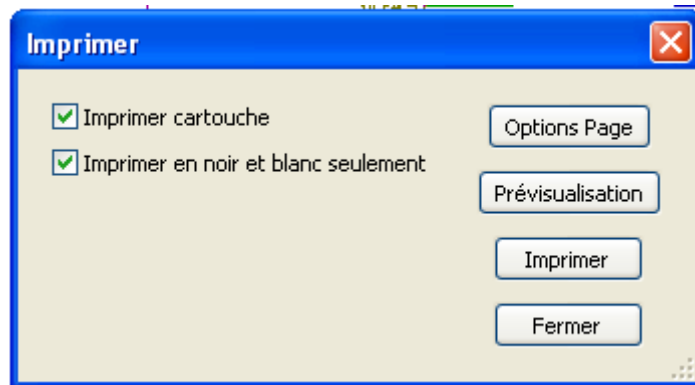 Imprimer
Imprimer cartouche
Imprimer en noir et blanc seulement
Options Page
Prévisualisation
Imprimer
Fermer